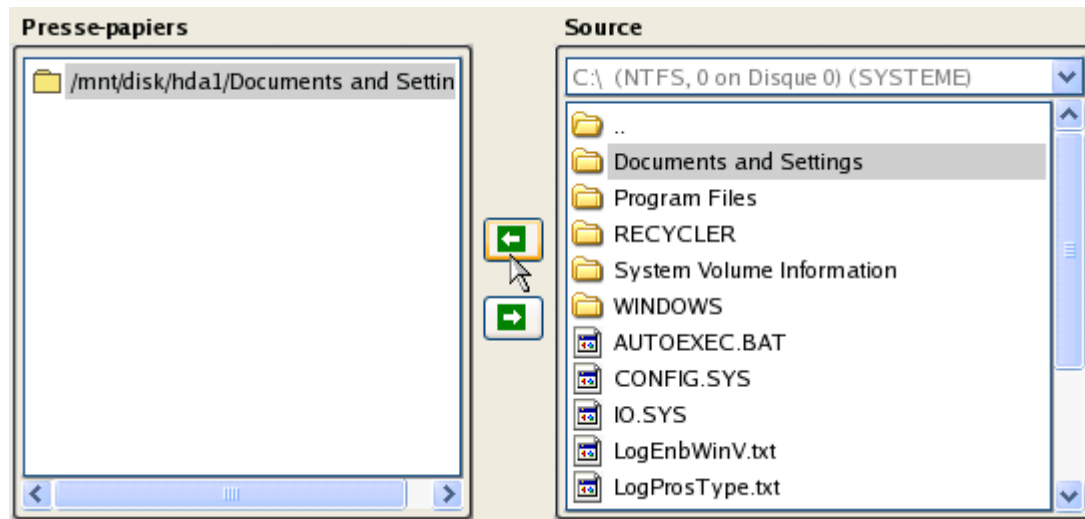 Presse-papiers
/mnt/disk/hda1/Documents and Settin
Source
C:\ (NTFS, 0 on Disque 0) (SYSTEME)
..
Documents and Settings
Program Files
RECYCLER
System Volume Information
WINDOWS
AUTOEXEC.BAT
CONFIG.SYS
IO.SYS
LogEnbWinV.txt
LogProsType.txt